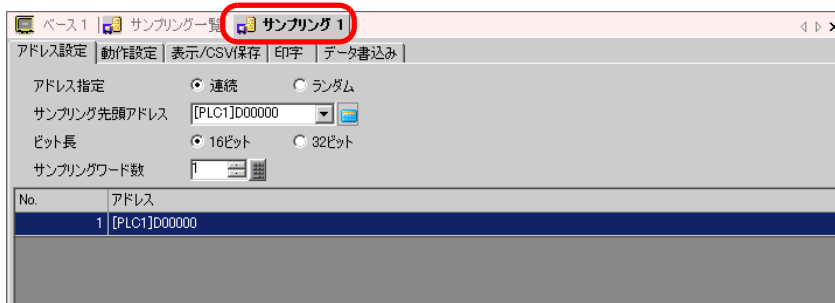 ベース 1 サンプリング一覧 サンプリング 1
アドレス設定 動作設定 表示/CSV保存 印字 データ書込み
アドレス指定 連続 ランダム
サンプリング先頭アドレス [PLC1]D00000
ビット長 16ビット 32ビット
サンプリングワード数 1
No. アドレス
1 [PLC1]D00000